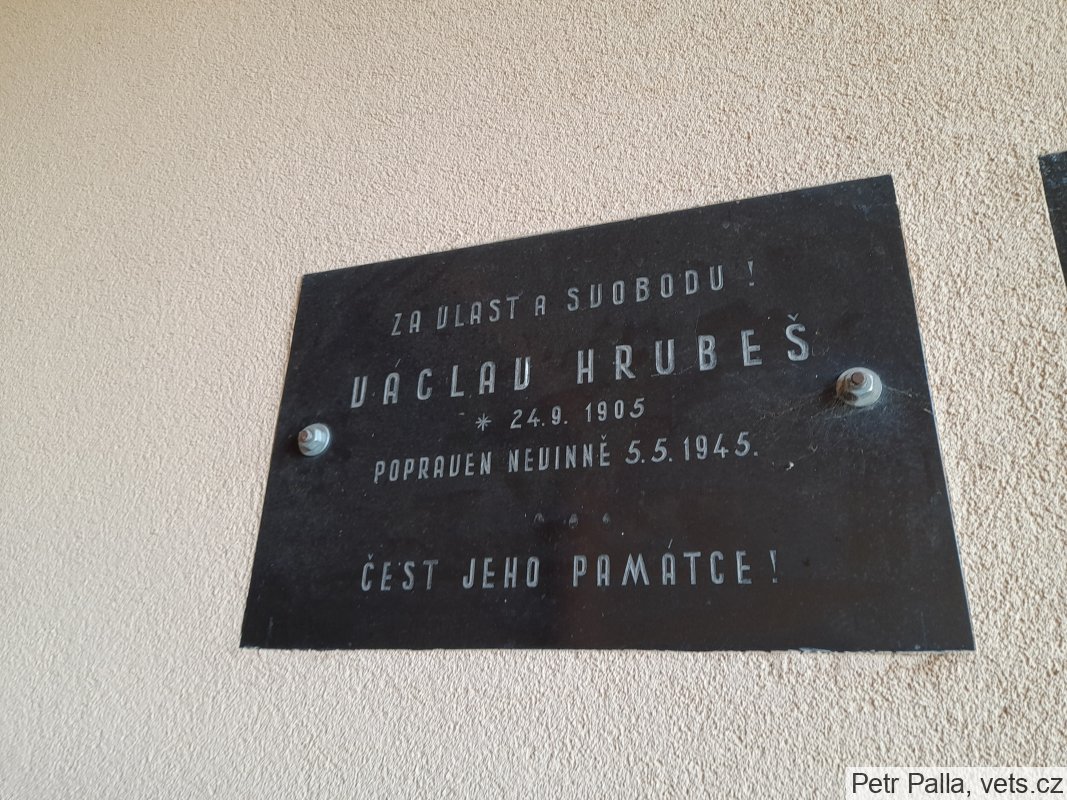 ZA VLAST A SVOBODU !
VÁCLAV HRUBEŠ
* 24.9. 1905
POPRAVEN NEVINNĚ 5.5.1945.
ČEST JEHO PAMÁTCE !
Petr Palla, vets.cz